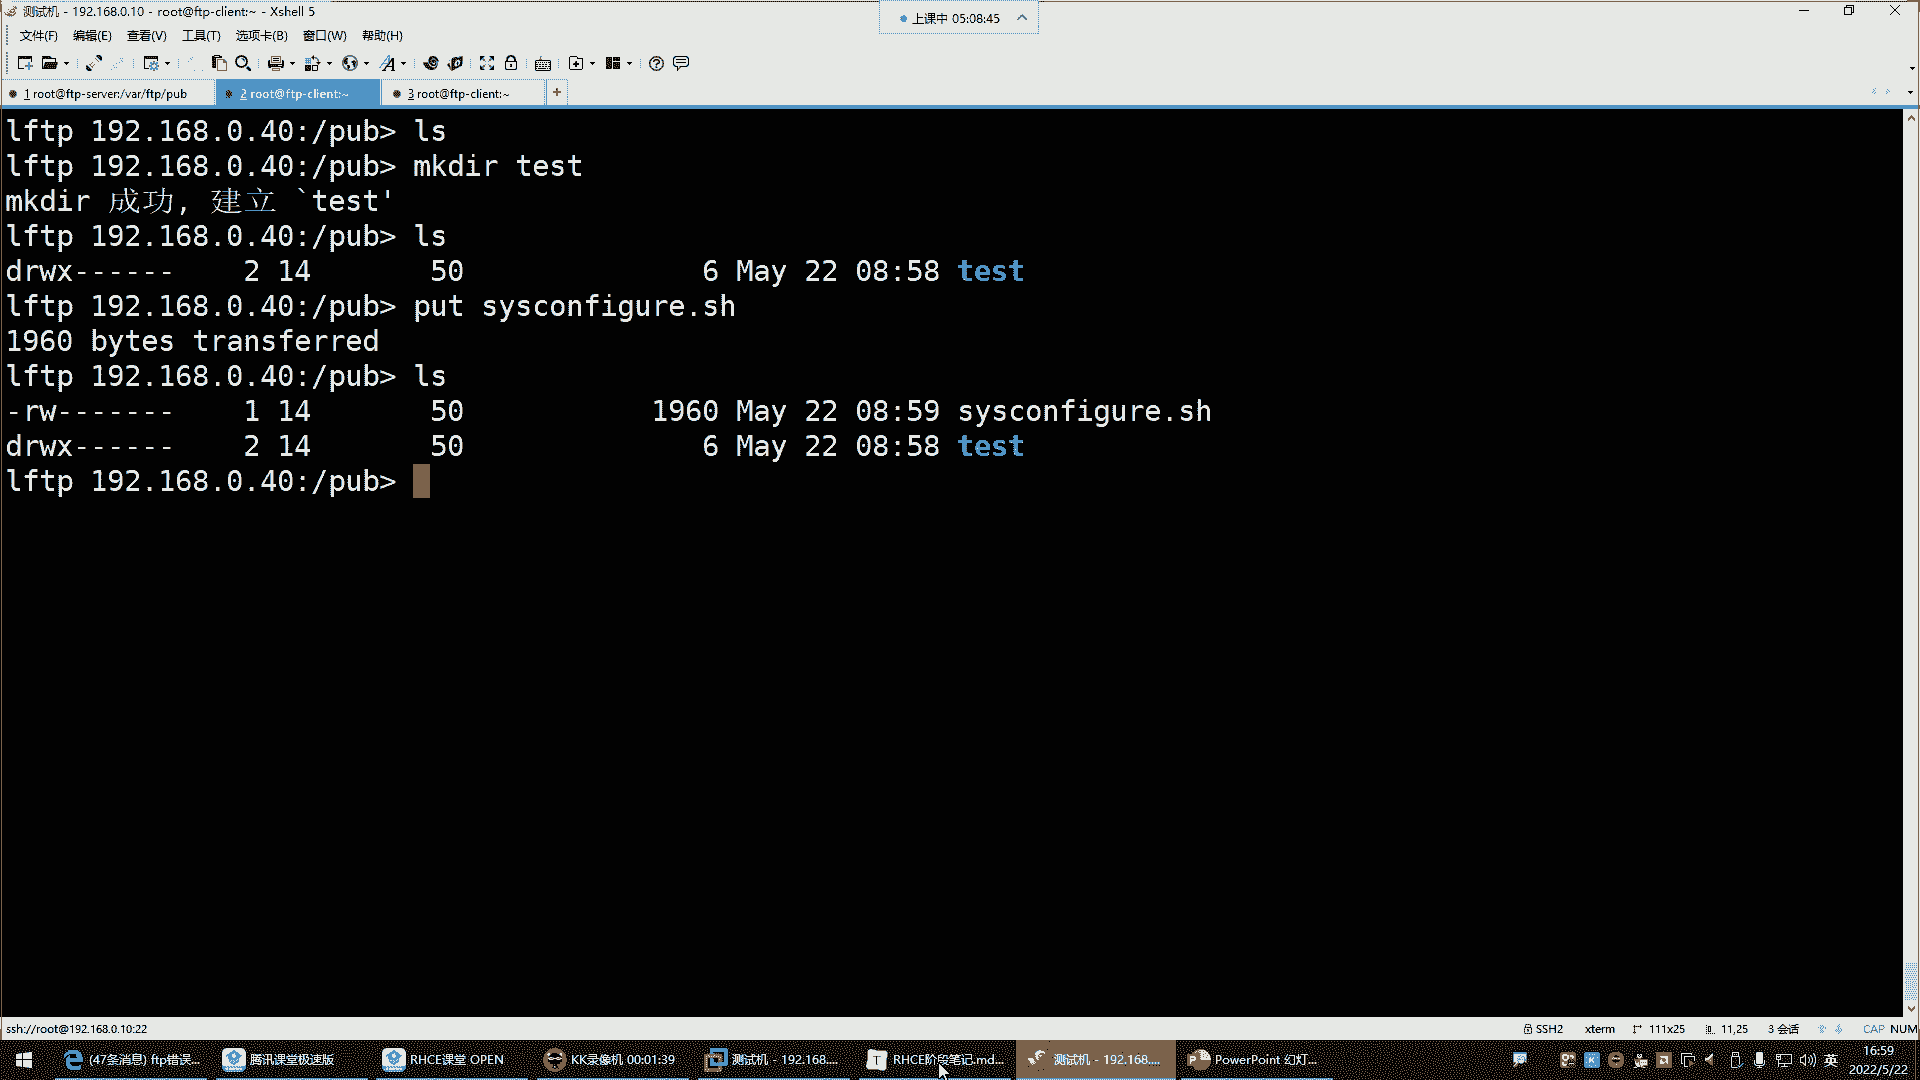 测试机 - 192.168.0.10 - root@ftp-client:~ - Xshell 5
上课中 05:08:45
文件(F) 编辑(E) 查看(V) 工具(T) 选项卡(B) 窗口(W) 帮助(H)
1 root@ftp-server:/var/ftp/pub 2 root@ftp-client:~ 3 root@ftp-client:~ +
lftp 192.168.0.40:/pub> ls
lftp 192.168.0.40:/pub> mkdir test
mkdir 成功, 建立 `test'
lftp 192.168.0.40:/pub> ls
drwx------ 2 14 50 6 May 22 08:58 test
lftp 192.168.0.40:/pub> put sysconfigure.sh
1960 bytes transferred
lftp 192.168.0.40:/pub> ls
-rw------- 1 14 50 1960 May 22 08:59 sysconfigure.sh
drwx------ 2 14 50 6 May 22 08:58 test
lftp 192.168.0.40:/pub>
ssh://root@192.168.0.10:22 SSH2 xterm 111x25 11,25 3 会话 CAP NUM
(47条消息) ftp错误... 腾讯课堂极速版 RHCE课堂 OPEN KK录像机 00:01:39 测试机 - 192.168.... RHCE阶段笔记.md... 测试机 - 192.168.... PowerPoint 幻灯... 英 16:59
2022/5/22